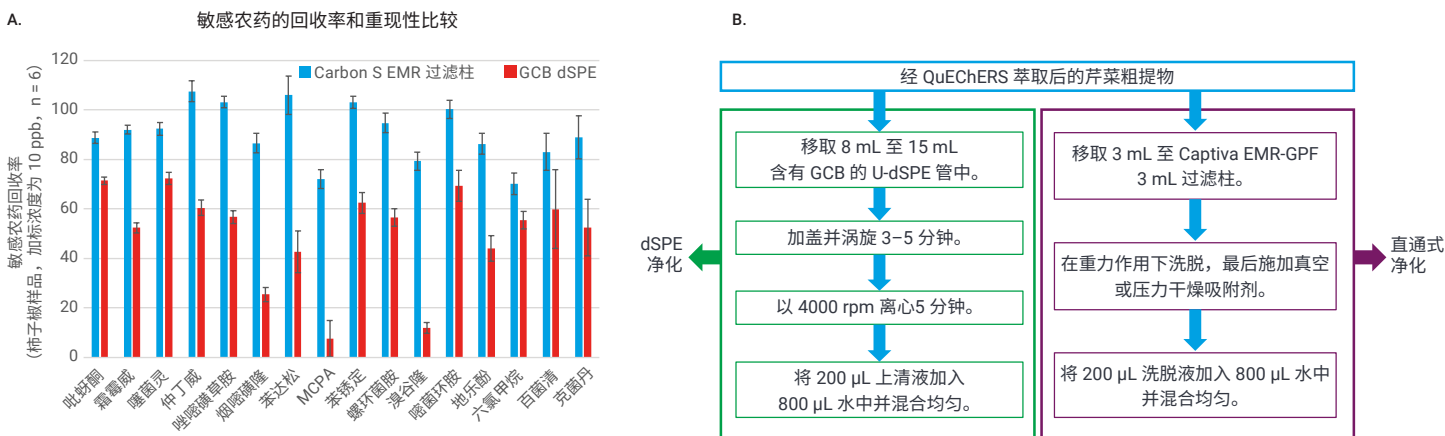 A.
敏感农药的回收率和重现性比较
敏感农药回收率
（柿子椒样品，加标浓度为 10 ppb，n = 6）
120
100
80
60
40
20
0
Carbon S EMR 过滤柱
GCB dSPE
吡蚜酮
霜霉威
噻菌灵
仲丁威
唑嘧磺草胺
烟嘧磺隆
苯达松
MCPA
苯锈定
螺环菌胺
溴谷隆
嘧菌环胺
地乐酚
六氯甲烷
百菌清
克菌丹
B.
经 QuEChERS 萃取后的芹菜粗提物
移取 8 mL 至 15 mL
含有 GCB 的 U-dSPE 管中。
加盖并涡旋 3–5 分钟。
以 4000 rpm 离心5 分钟。
将 200 µL 上清液加入
800 µL 水中并混合均匀。
dSPE
净化
移取 3 mL 至 Captiva EMR-GPF
3 mL 过滤柱。
在重力作用下洗脱，最后施加真空
或压力干燥吸附剂。
将 200 µL 洗脱液加入 800 µL 水中
并混合均匀。
直通式
净化